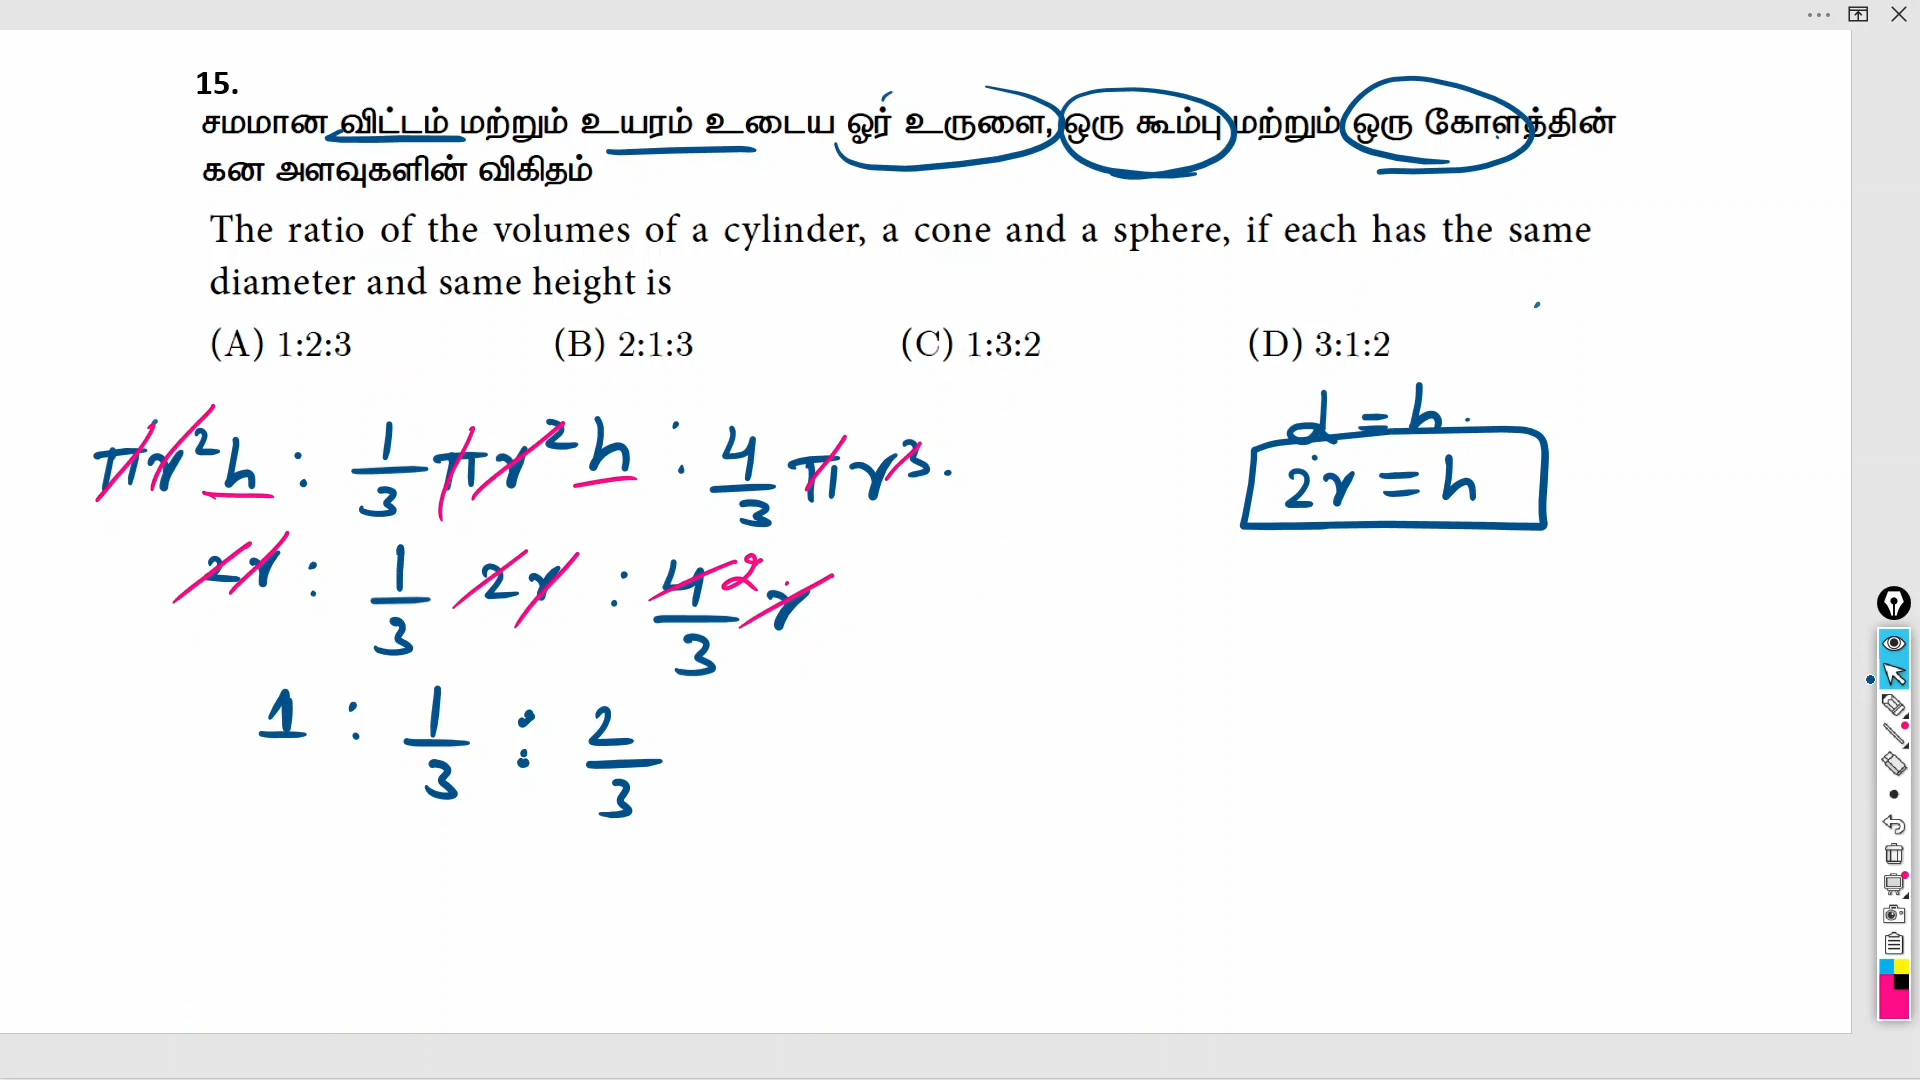 15.
சமமான விட்டம் மற்றும் உயரம் உடைய ஓர் உருளை, ஒரு கூம்பு மற்றும் ஒரு கோளத்தின்
கன அளவுகளின் விகிதம்
The ratio of the volumes of a cylinder, a cone and a sphere, if each has the same
diameter and same height is
(A) 1:2:3 (B) 2:1:3 (C) 1:3:2 (D) 3:1:2
d = h
2r = h
πr²h : 1/3 πr²h : 4/3 πr³
2r : 1/3 2r : 4/3 2 r
1 : 1/3 : 2/3